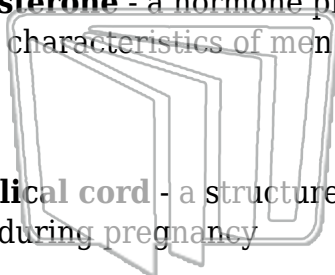 sterone - a hormone p
characteristics of men
lical cord - a structure
during pregnancy